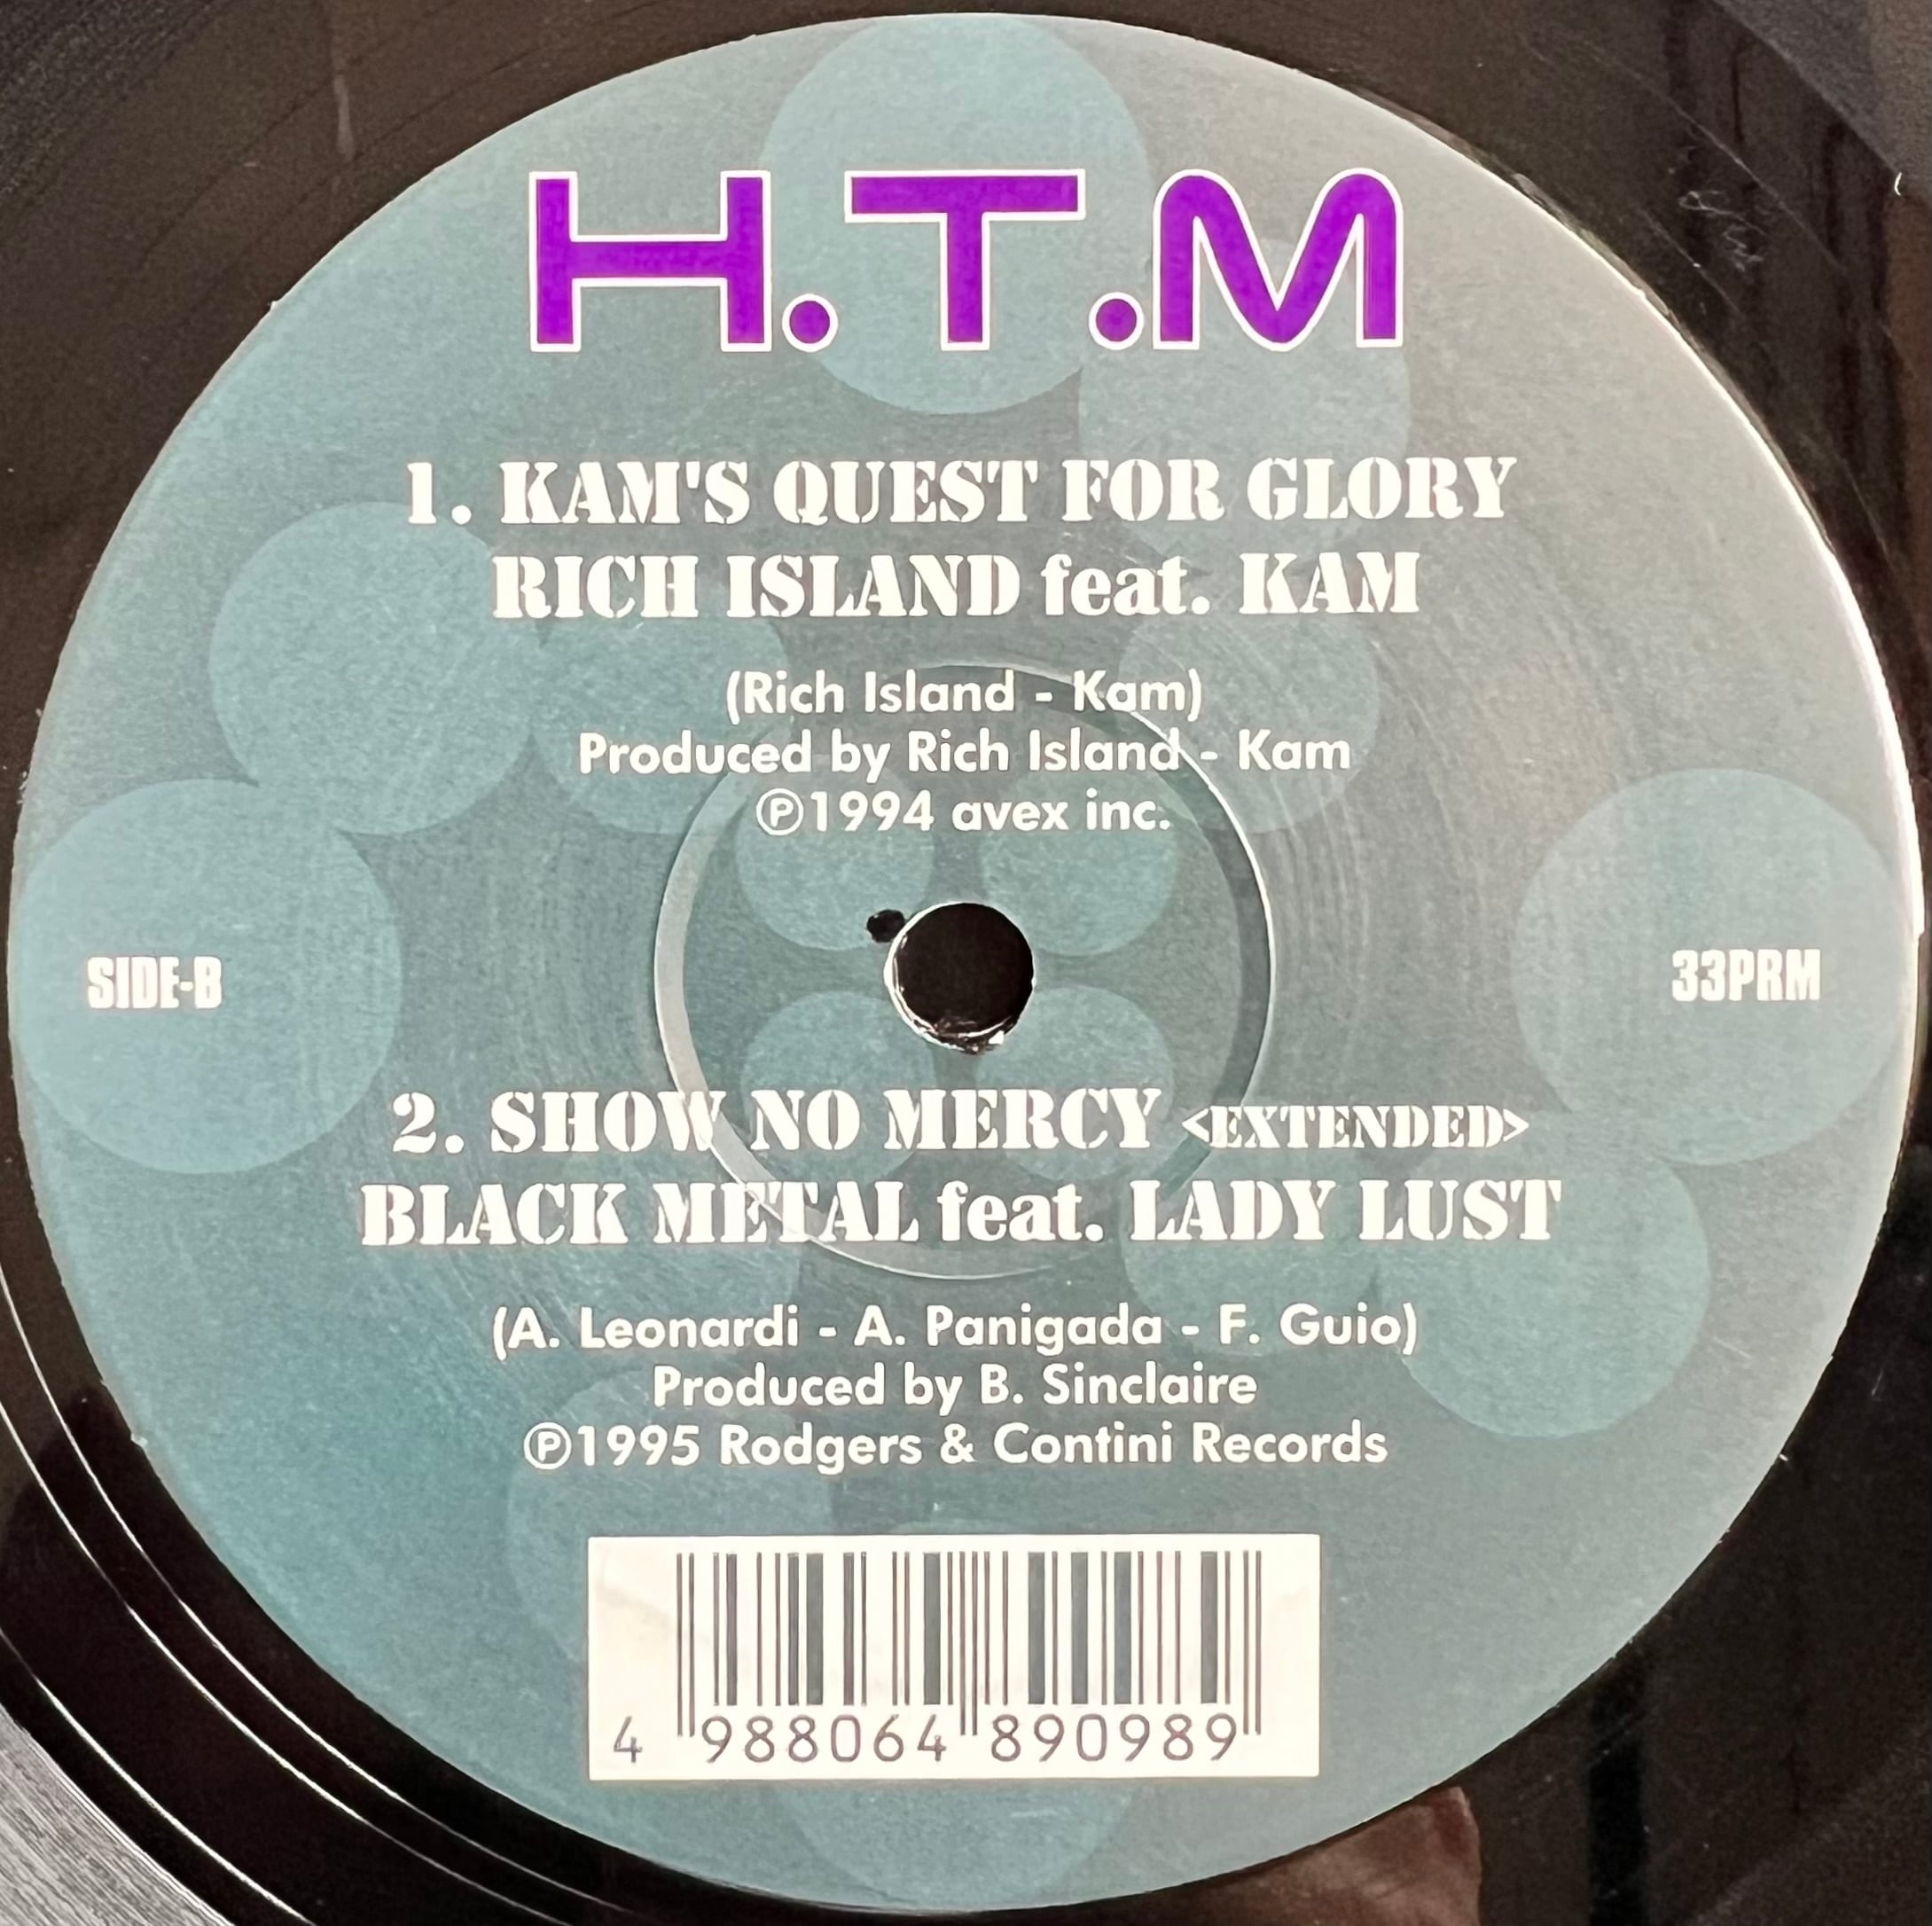 H.T.M
1. KAM'S QUEST FOR GLORY
RICH ISLAND feat. KAM
(Rich Island - Kam)
Produced by Rich Island - Kam
℗1994 avex inc.
SIDE-B
33PRM
2. SHOW NO MERCY <EXTENDED>
BLACK METAL feat. LADY LUST
(A. Leonardi - A. Panigada - F. Guio)
Produced by B. Sinclaire
℗1995 Rodgers & Contini Records
4 988064 890989